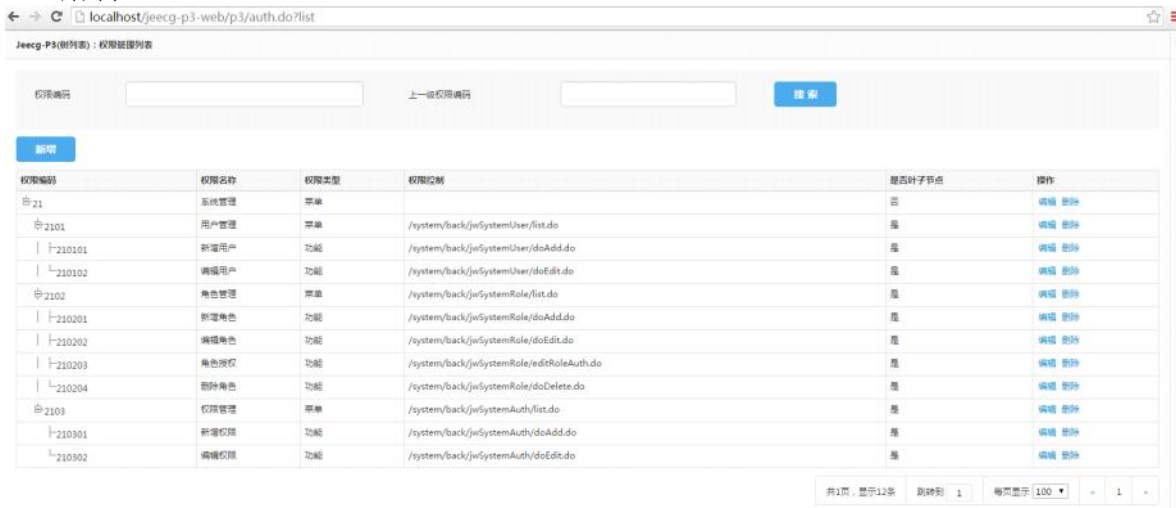 localhost/jeecg-p3-web/p3/auth.do?list
Jeecg-P3(树列表)：权限管理列表
权限编码 上一级权限编码 搜 索
新增
权限编码 权限名称 权限类型 权限控制 是否叶子节点 操作
21 系统管理 菜单 否 编辑 删除
2101 用户管理 菜单 /system/back/jwSystemUser/list.do 是 编辑 删除
210101 新增用户 功能 /system/back/jwSystemUser/doAdd.do 是 编辑 删除
210102 编辑用户 功能 /system/back/jwSystemUser/doEdit.do 是 编辑 删除
2102 角色管理 菜单 /system/back/jwSystemRole/list.do 是 编辑 删除
210201 新增角色 功能 /system/back/jwSystemRole/doAdd.do 是 编辑 删除
210202 编辑角色 功能 /system/back/jwSystemRole/doEdit.do 是 编辑 删除
210203 角色授权 功能 /system/back/jwSystemRole/editRoleAuth.do 是 编辑 删除
210204 删除角色 功能 /system/back/jwSystemRole/doDelete.do 是 编辑 删除
2103 权限管理 菜单 /system/back/jwSystemAuth/list.do 是 编辑 删除
210301 新增权限 功能 /system/back/jwSystemAuth/doAdd.do 是 编辑 删除
210302 编辑权限 功能 /system/back/jwSystemAuth/doEdit.do 是 编辑 删除
共1页，显示12条 跳转到 1 每页显示 100 « 1 »